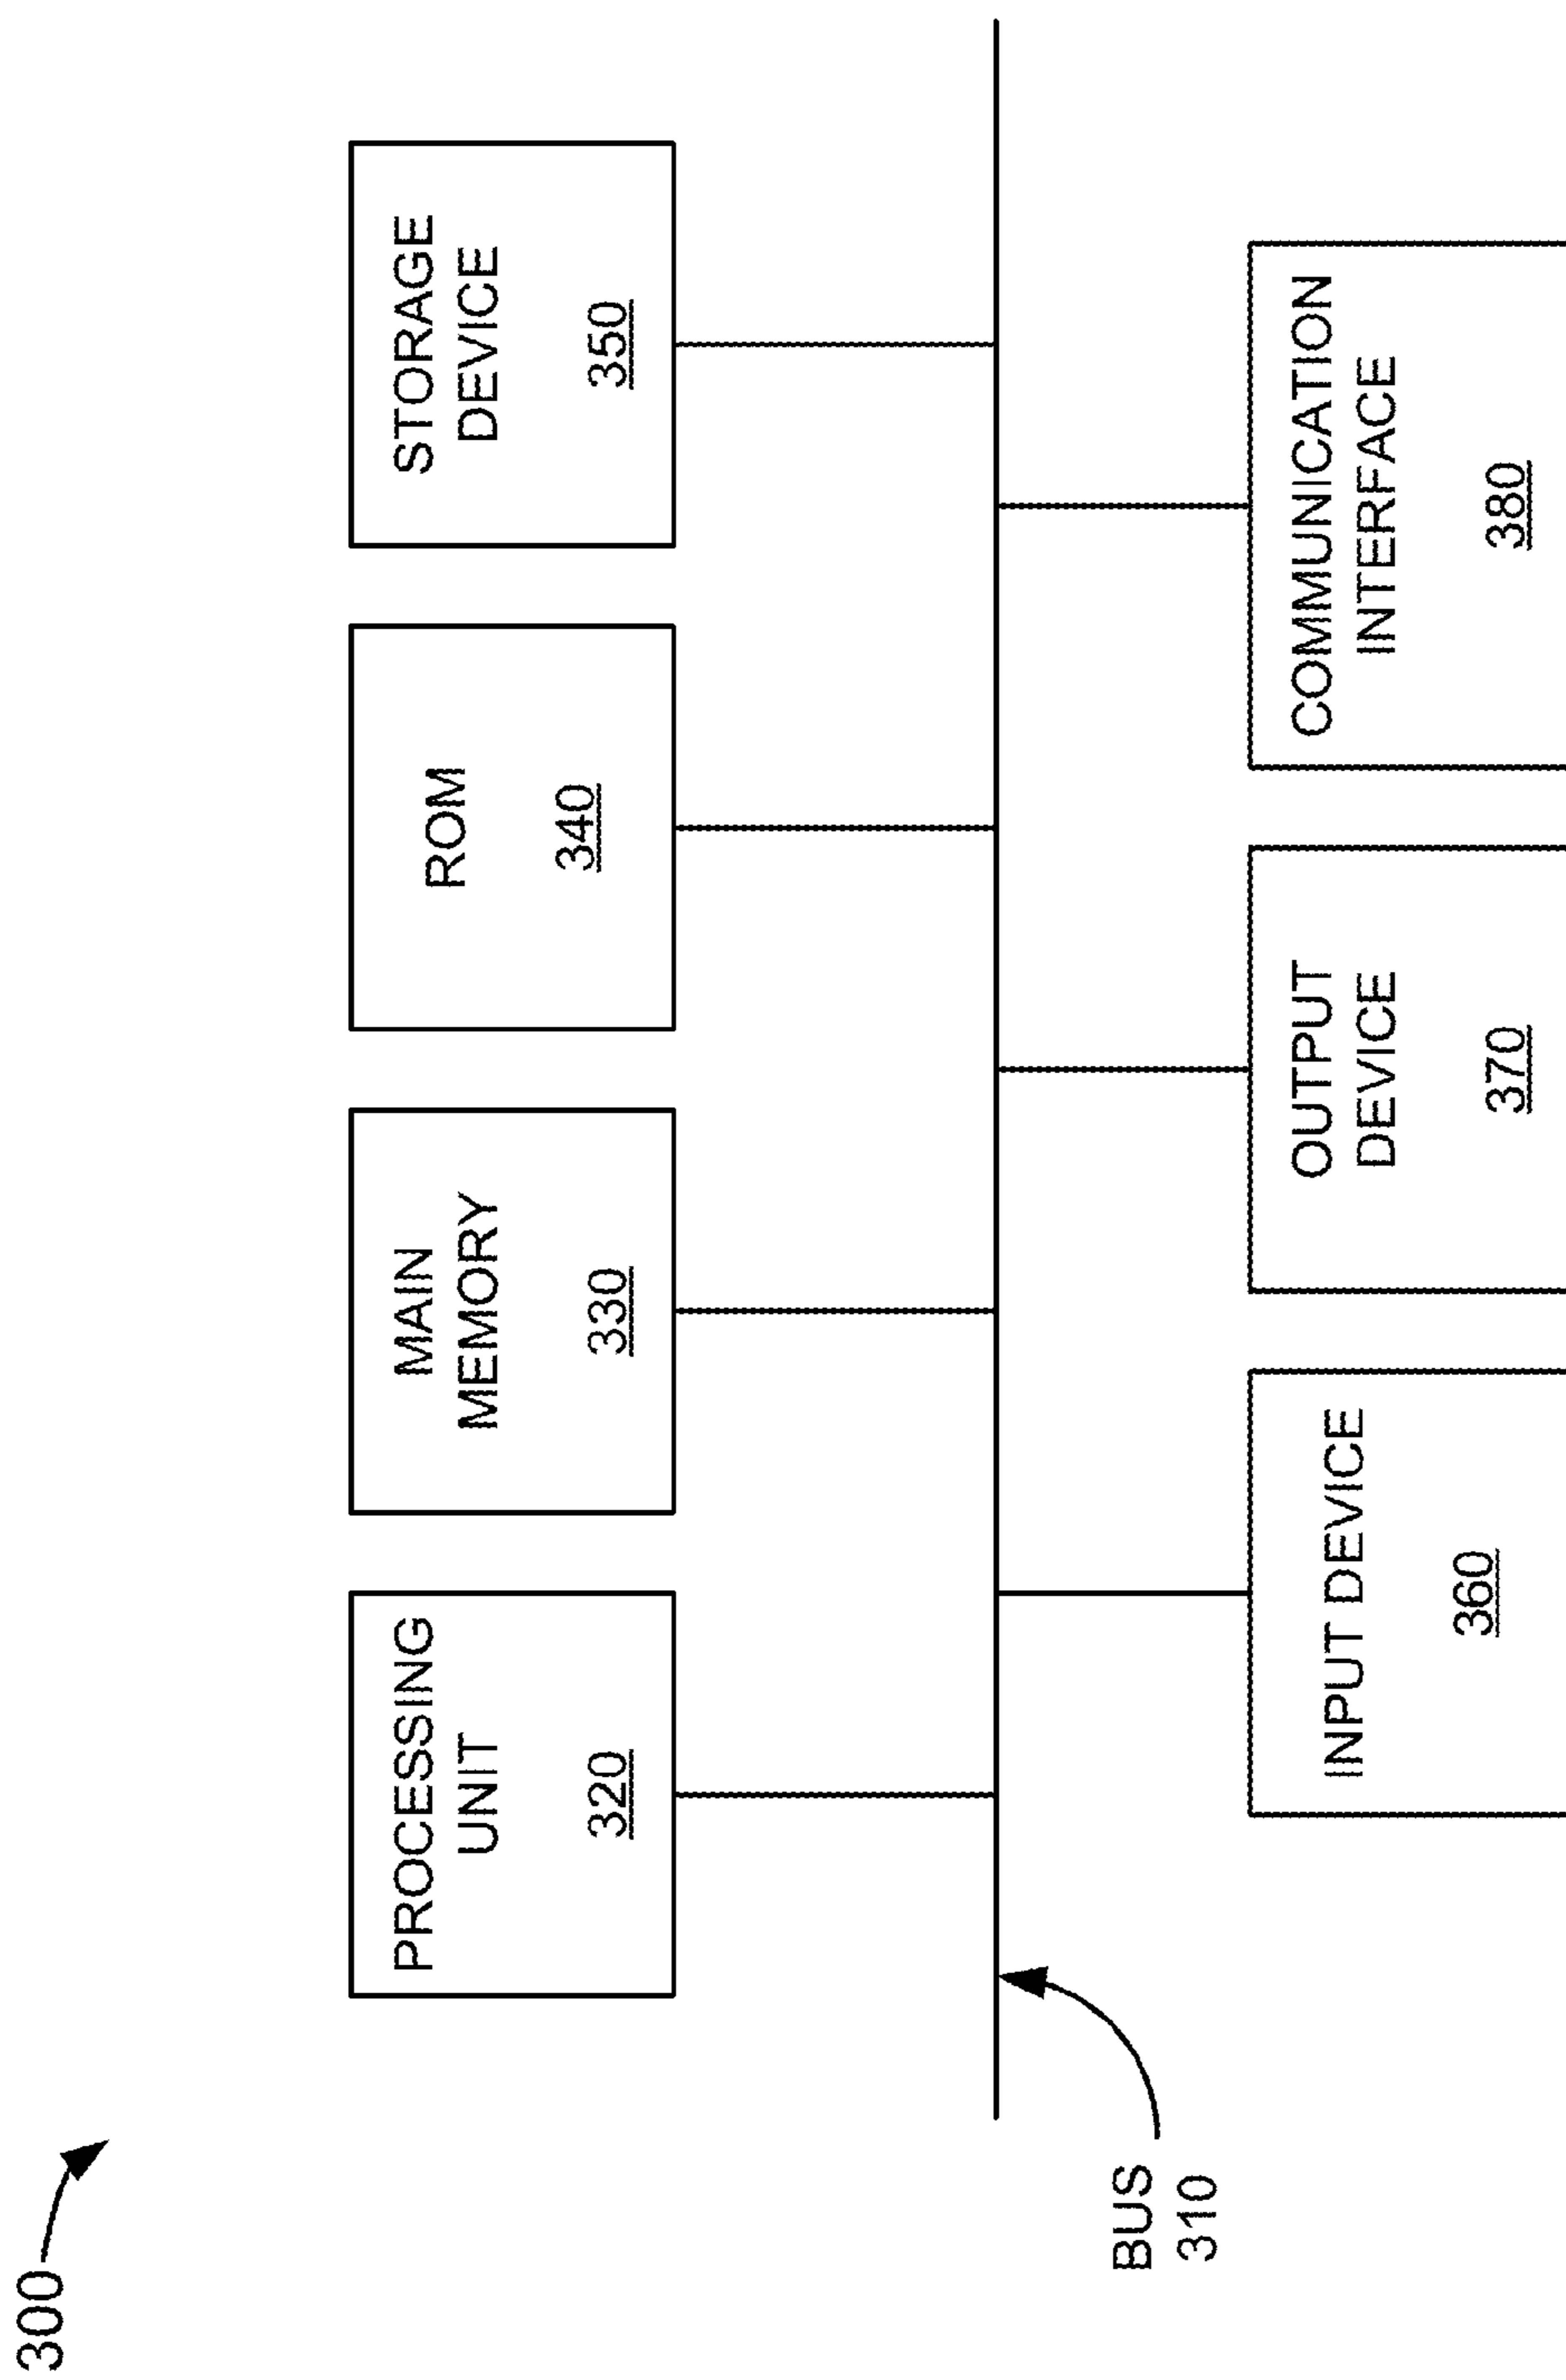 300
PROCESSING
UNIT
320
MAIN
MEMORY
330
ROM
340
STORAGE
DEVICE
350
BUS
310
INPUT DEVICE
360
OUTPUT
DEVICE
370
COMMUNICATION
INTERFACE
380